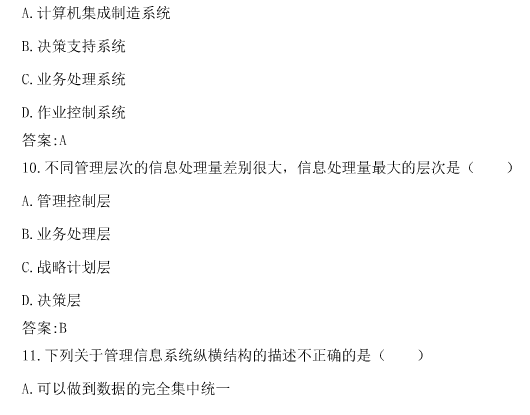 A.计算机集成制造系统
B.决策支持系统
C.业务处理系统
D.作业控制系统
答案:A
10.不同管理层次的信息处理量差别很大，信息处理量最大的层次是（　　）
A.管理控制层
B.业务处理层
C.战略计划层
D.决策层
答案:B
11.下列关于管理信息系统纵横结构的描述不正确的是（　　）
A.可以做到数据的完全集中统一